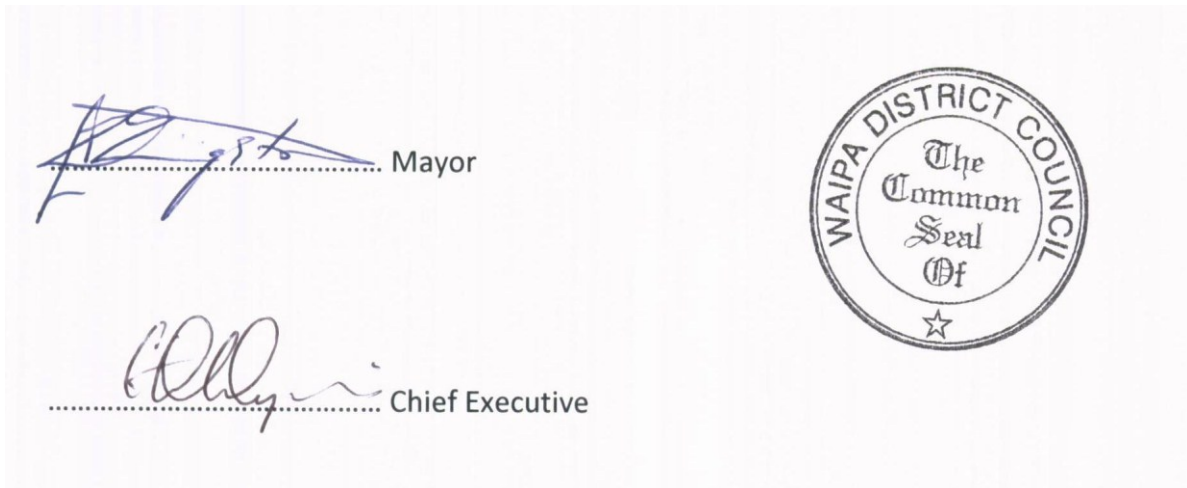 Mayor
Chief Executive
WAIPA DISTRICT COUNCIL
The
Common
Seal
Of